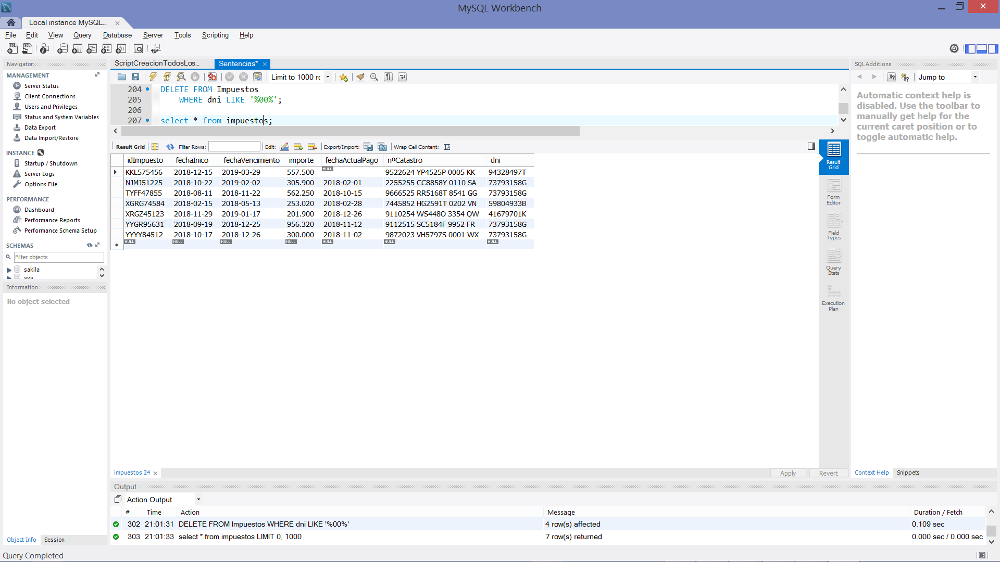 MySQL Workbench
Local instance MySQL...
File Edit View Query Database Server Tools Scripting Help
Navigator
MANAGEMENT
Server Status
Client Connections
Users and Privileges
Status and System Variables
Data Export
Data Import/Restore
INSTANCE
Startup / Shutdown
Server Logs
Options File
PERFORMANCE
Dashboard
Performance Reports
Performance Schema Setup
SCHEMAS
Filter objects
sakila
sys
Information
No object selected
Object Info Session
ScriptCreacionTodosLos... Sentencias*
Limit to 1000 r
204 DELETE FROM Impuestos
205 WHERE dni LIKE '%00%';
206
207 select * from impuestos;
Result Grid Filter Rows: Edit: Export/Import: Wrap Cell Content:
idImpuesto fechaInico fechaVencimiento importe fechaActualPago nºCatastro dni
KKL575456 2018-12-15 2019-03-29 557.500 NULL 9522624 YP4525P 0005 KK 94328497T
NJMJ51225 2018-10-22 2019-02-02 305.900 2018-02-01 2255255 CC8858Y 0110 SA 73793158G
TYFF47855 2018-08-11 2018-11-22 562.250 2018-10-15 9666525 RR5168T 8541 GG 73793158G
XGRG74584 2018-02-15 2018-05-13 253.020 2018-02-28 7445852 HG2591T 0202 VN 59804933B
XRGZ45123 2018-11-29 2019-01-17 201.900 2018-12-26 9110254 WS448O 3354 QW 41679701K
YYGR95631 2018-09-19 2018-12-25 956.320 2018-11-12 9112515 SC5184F 9952 FR 73793158G
YYYY84512 2018-10-17 2018-12-26 300.000 2018-11-02 9872023 VH5797S 0001 WX 73793158G
NULL NULL NULL NULL NULL NULL NULL
Result
Grid
Form
Editor
Field
Types
Query
Stats
Execution
Plan
impuestos 24
Apply Revert
Output
Action Output
# Time Action Message Duration / Fetch
302 21:01:31 DELETE FROM Impuestos WHERE dni LIKE '%00%' 4 row(s) affected 0.109 sec
303 21:01:33 select * from impuestos LIMIT 0, 1000 7 row(s) returned 0.000 sec / 0.000 sec
SQLAdditions
Jump to
Automatic context help is
disabled. Use the toolbar to
manually get help for the
current caret position or to
toggle automatic help.
Context Help Snippets
Query Completed